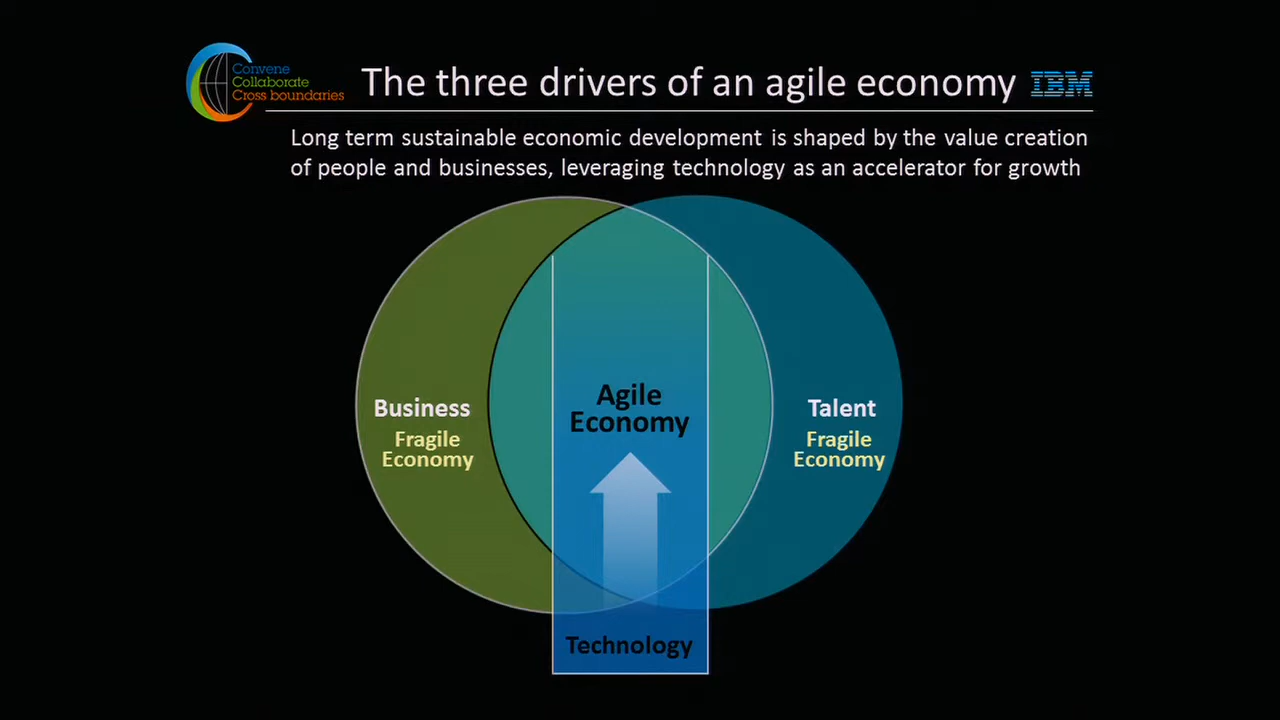 Convene
Collaborate
Cross boundaries
The three drivers of an agile economy
IBM
Long term sustainable economic development is shaped by the value creation
of people and businesses, leveraging technology as an accelerator for growth
Business
Fragile
Economy
Agile
Economy
Talent
Fragile
Economy
Technology